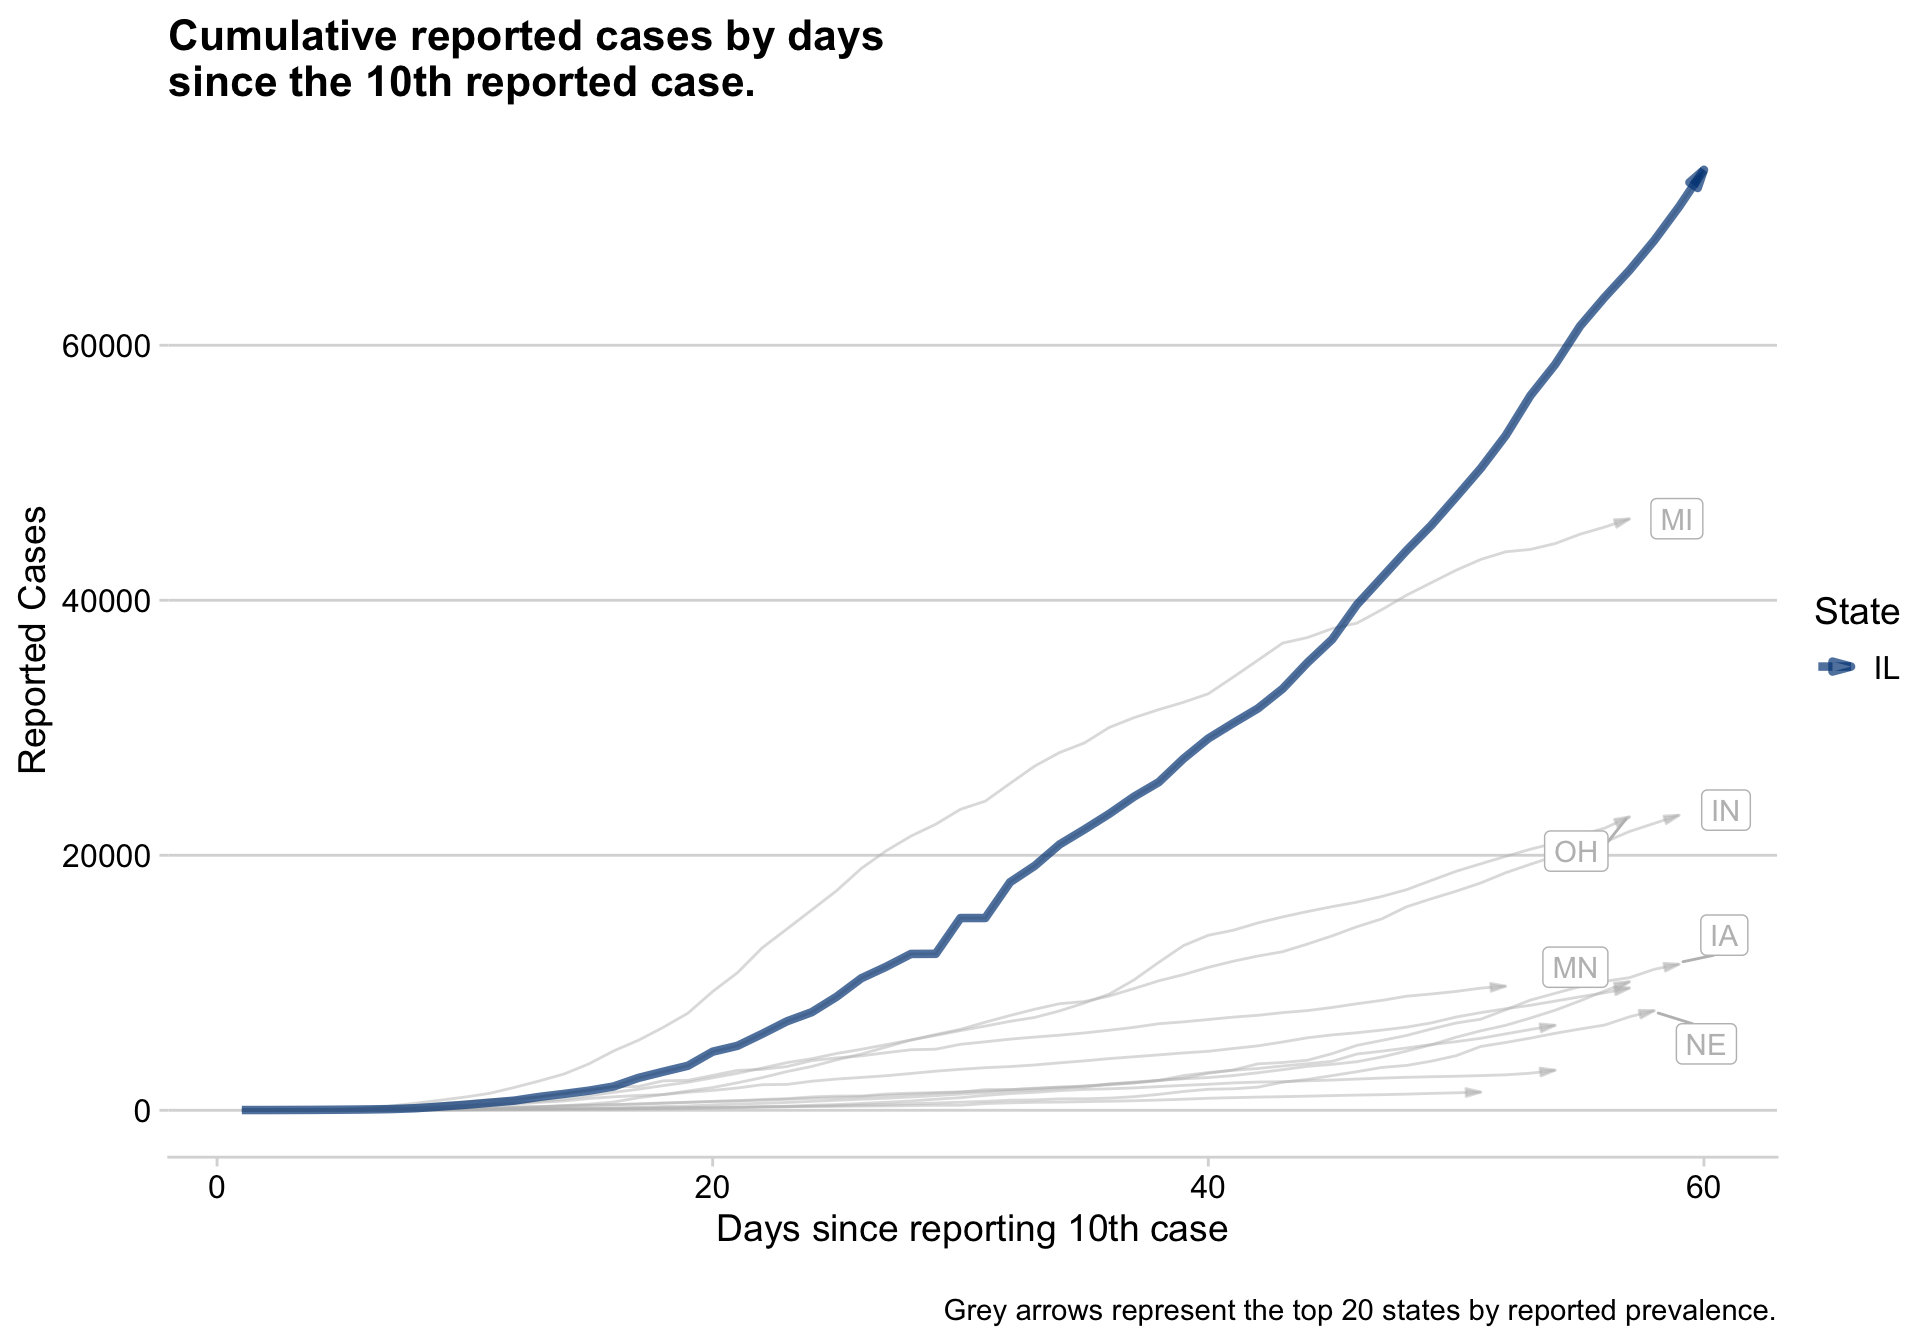 Cumulative reported cases by days
since the 10th reported case.
60000
40000
20000
0
Reported Cases
MI
IN
OH
IA
MN
NE
State
IL
0 20 40 60
Days since reporting 10th case
Grey arrows represent the top 20 states by reported prevalence.